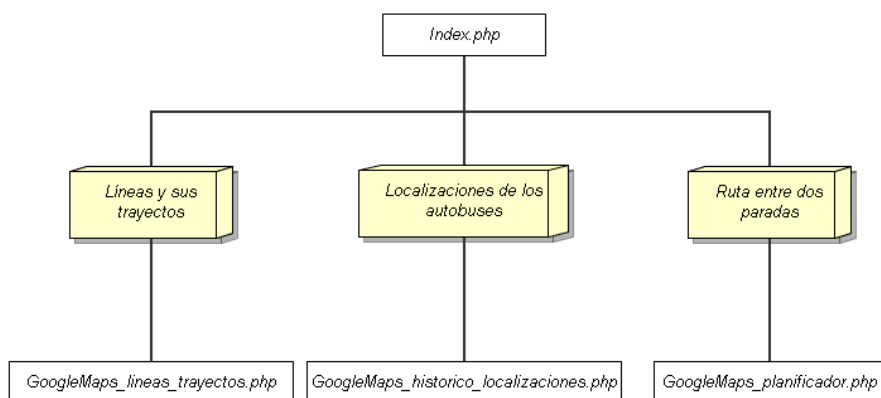 Index.php
Líneas y sus
trayectos
Localizaciones de los
autobuses
Ruta entre dos
paradas
GoogleMaps_lineas_trayectos.php
GoogleMaps_historico_localizaciones.php
GoogleMaps_planificador.php